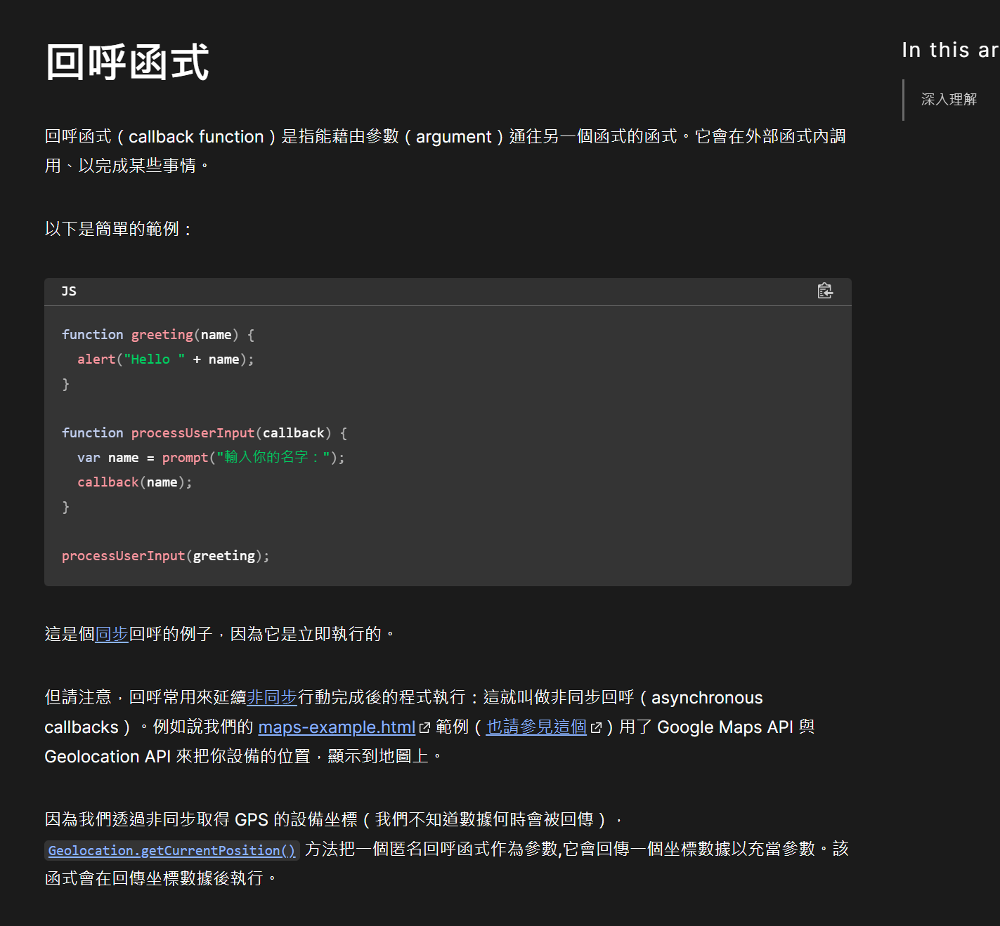 回呼函式
In this ar
深入理解
回呼函式（callback function）是指能藉由參數（argument）通往另一個函式的函式。它會在外部函式內調
用、以完成某些事情。
以下是簡單的範例：
JS
function greeting(name) {
  alert("Hello " + name);
}
function processUserInput(callback) {
  var name = prompt("輸入你的名字：");
  callback(name);
}
processUserInput(greeting);
這是個同步回呼的例子，因為它是立即執行的。
但請注意，回呼常用來延續非同步行動完成後的程式執行：這就叫做非同步回呼（asynchronous
callbacks）。例如說我們的 maps-example.html 範例（也請參見這個）用了 Google Maps API 與
Geolocation API 來把你設備的位置，顯示到地圖上。
因為我們透過非同步取得 GPS 的設備坐標（我們不知道數據何時會被回傳），
Geolocation.getCurrentPosition() 方法把一個匿名回呼函式作為參數,它會回傳一個坐標數據以充當參數。該
函式會在回傳坐標數據後執行。